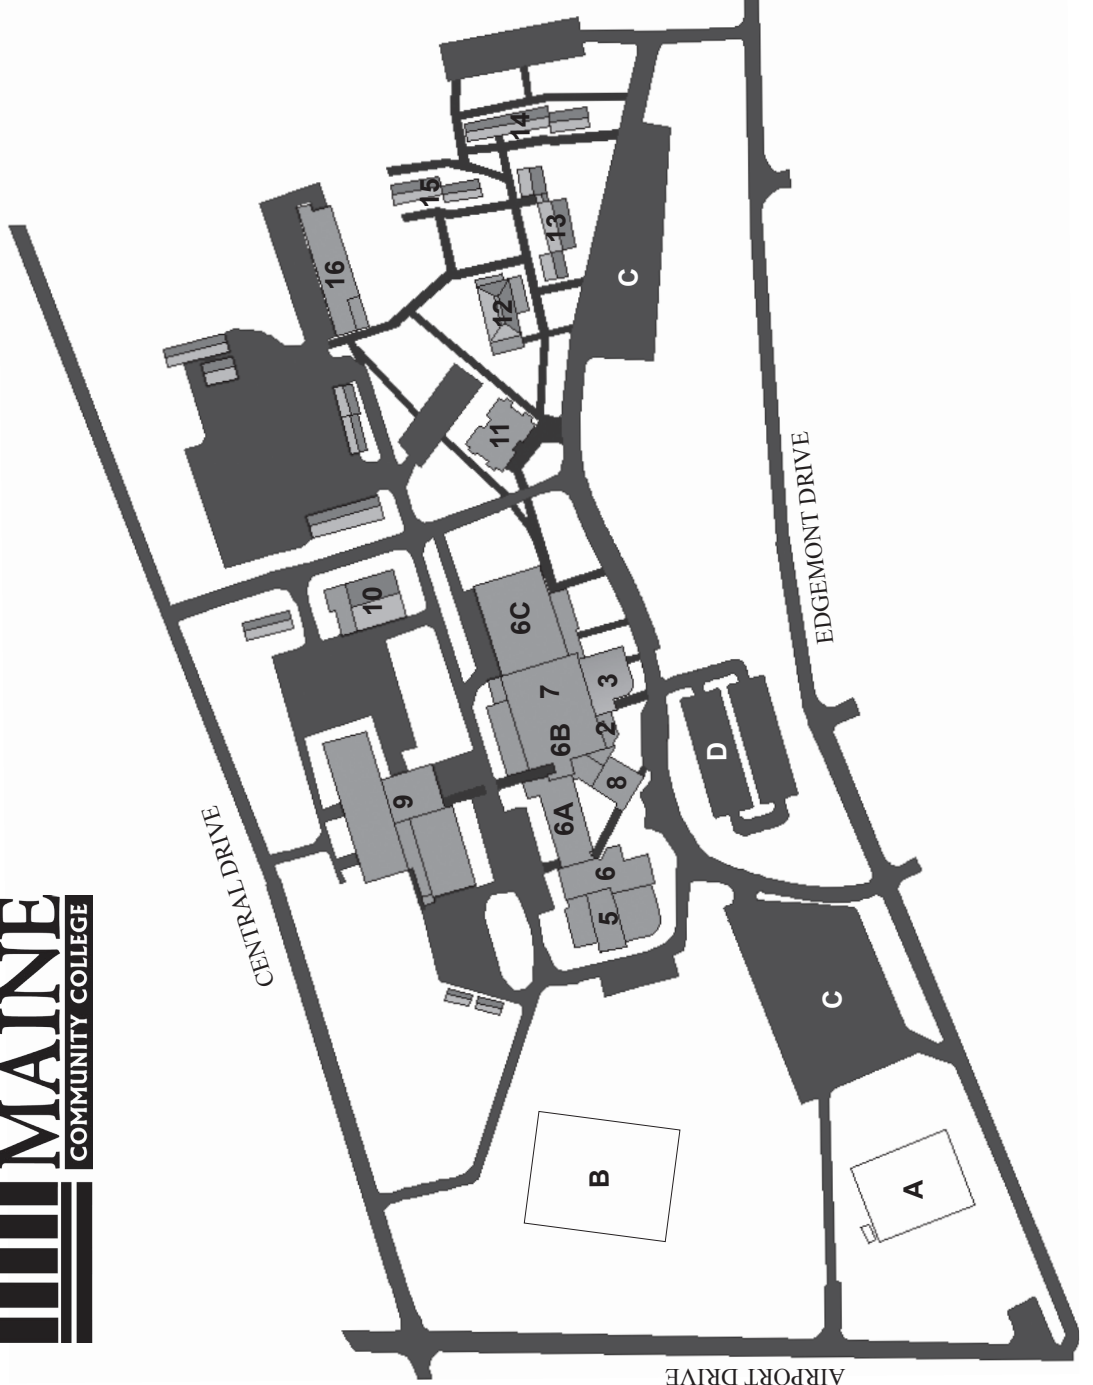 MAINE
COMMUNITY COLLEGE
CENTRAL DRIVE
EDGEMONT DRIVE
AIRPORT DRIVE
16
15
14
13
12
11
10
9
6C
7
6B
3
2
8
6A
6
5
C
D
C
B
A